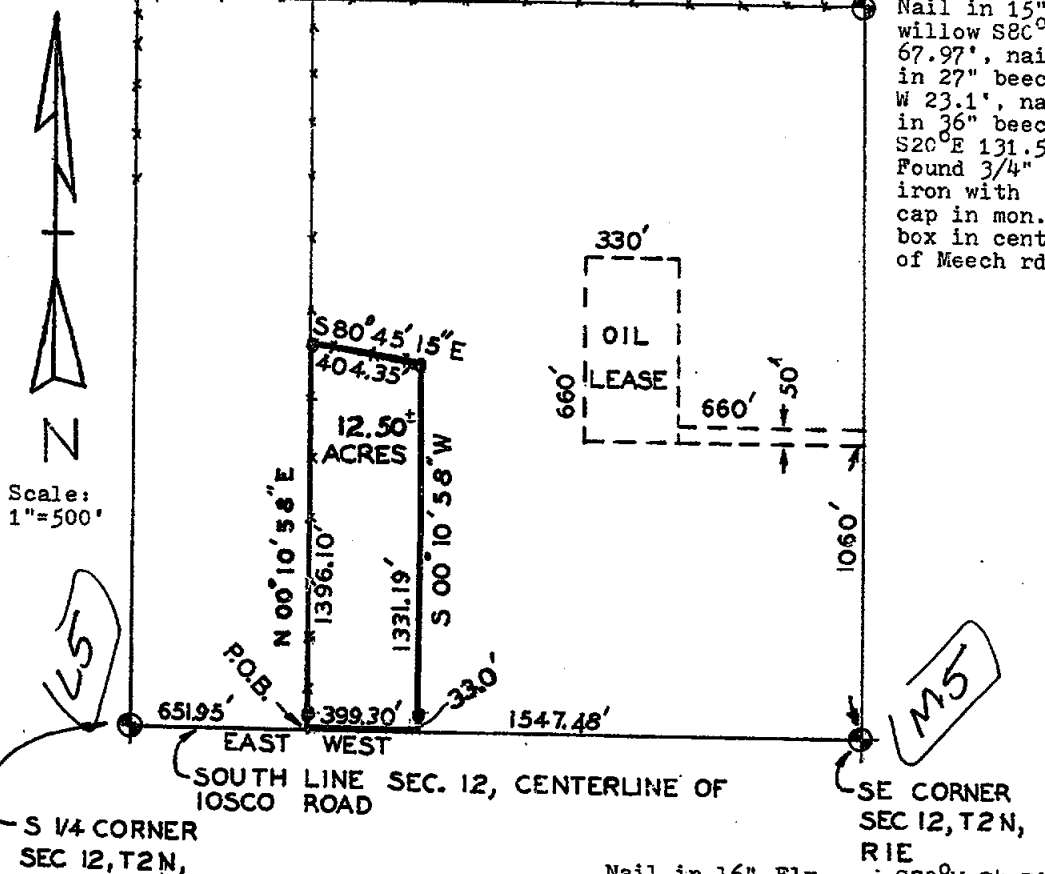 Nail in 15"
willow S80°
67.97', nai
in 27" beec
W 23.1', na
in 36" beec
S20°E 131.5
Found 3/4"
iron with
cap in mon.
box in cent
of Meech rd
330'
OIL
LEASE
660'
660'
50'
1060'
S80°45'15"E
404.35'
12.50±
ACRES
N 00°10'58"E
1396.10'
1331.19'
S 00°10'58"W
N
Scale:
1"=500'
L5
M5
P.O.B.
33.0'
651.95'
399.30'
1547.48'
EAST WEST
SOUTH LINE SEC. 12, CENTERLINE OF
IOSCO ROAD
SE CORNER
SEC 12, T2N,
R1E
S 1/4 CORNER
SEC 12, T2N,
Nail in 16" Elm